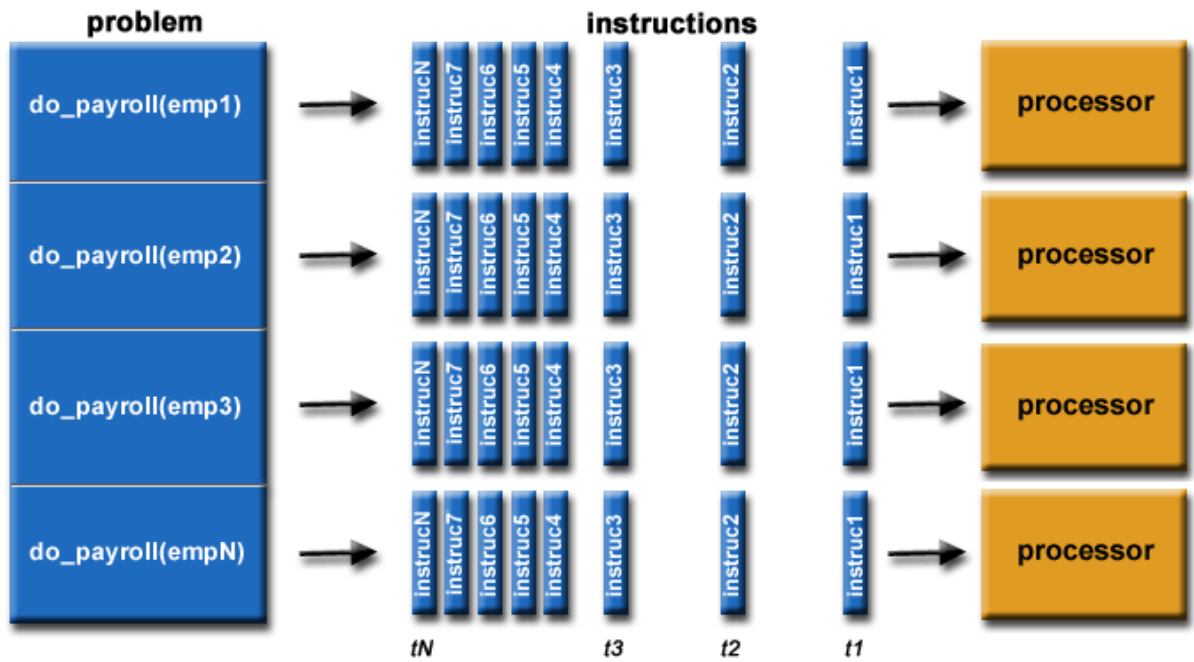 problem
instructions
do_payroll(emp1)
instrucN
instruc7
instruc6
instruc5
instruc4
instruc3
instruc2
instruc1
processor
do_payroll(emp2)
instrucN
instruc7
instruc6
instruc5
instruc4
instruc3
instruc2
instruc1
processor
do_payroll(emp3)
instrucN
instruc7
instruc6
instruc5
instruc4
instruc3
instruc2
instruc1
processor
do_payroll(empN)
instrucN
instruc7
instruc6
instruc5
instruc4
instruc3
instruc2
instruc1
processor
tN
t3
t2
t1